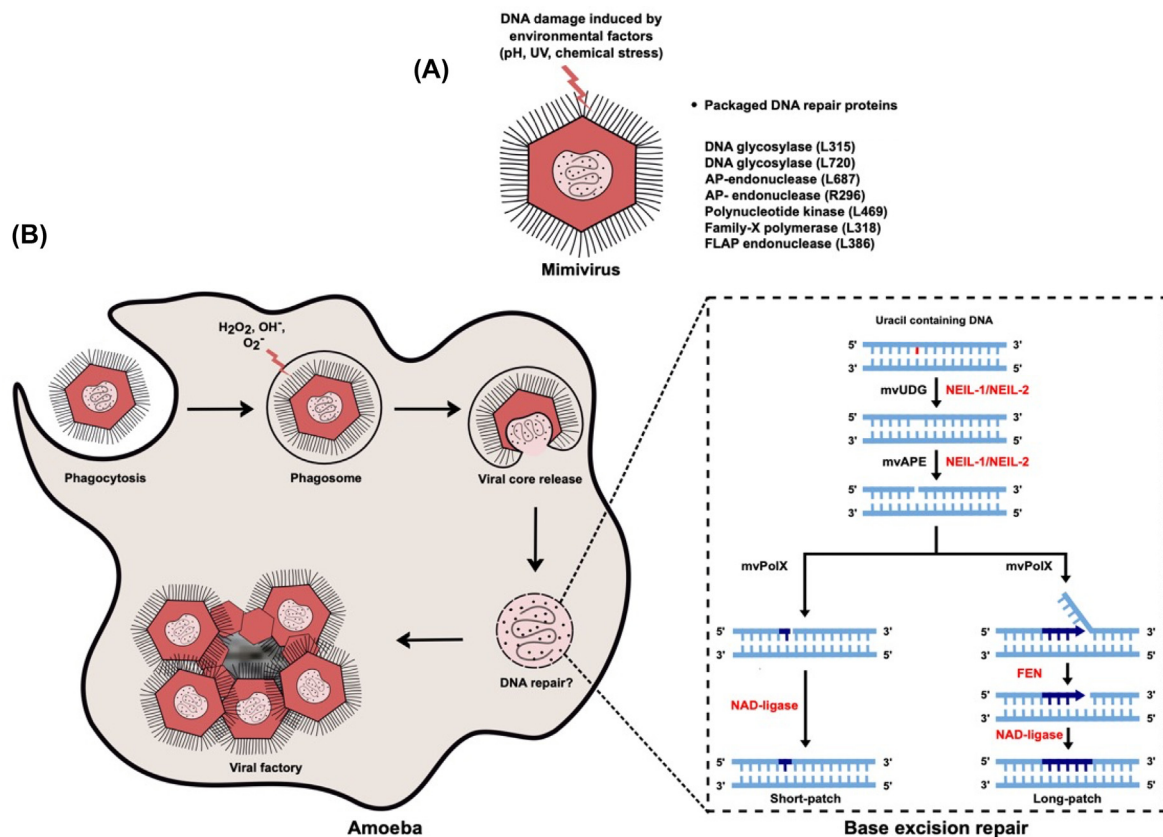 DNA damage induced by
environmental factors
(pH, UV, chemical stress)
(A)
• Packaged DNA repair proteins
DNA glycosylase (L315)
DNA glycosylase (L720)
AP-endonuclease (L687)
AP- endonuclease (R296)
Polynucleotide kinase (L469)
Family-X polymerase (L318)
FLAP endonuclease (L386)
Mimivirus
(B)
H₂O₂, OH⁻,
O₂⁻
Phagocytosis
Phagosome
Viral core release
DNA repair?
Viral factory
Amoeba
Uracil containing DNA
5' 3'
3' 5'
mvUDG NEIL-1/NEIL-2
5' 3'
3' 5'
mvAPE NEIL-1/NEIL-2
5' 3'
3' 5'
mvPolX
5' 3'
3' 5'
NAD-ligase
5' 3'
3' 5'
Short-patch
mvPolX
5' 3'
3' 5'
FEN
5' 3'
3' 5'
NAD-ligase
5' 3'
3' 5'
Long-patch
Base excision repair